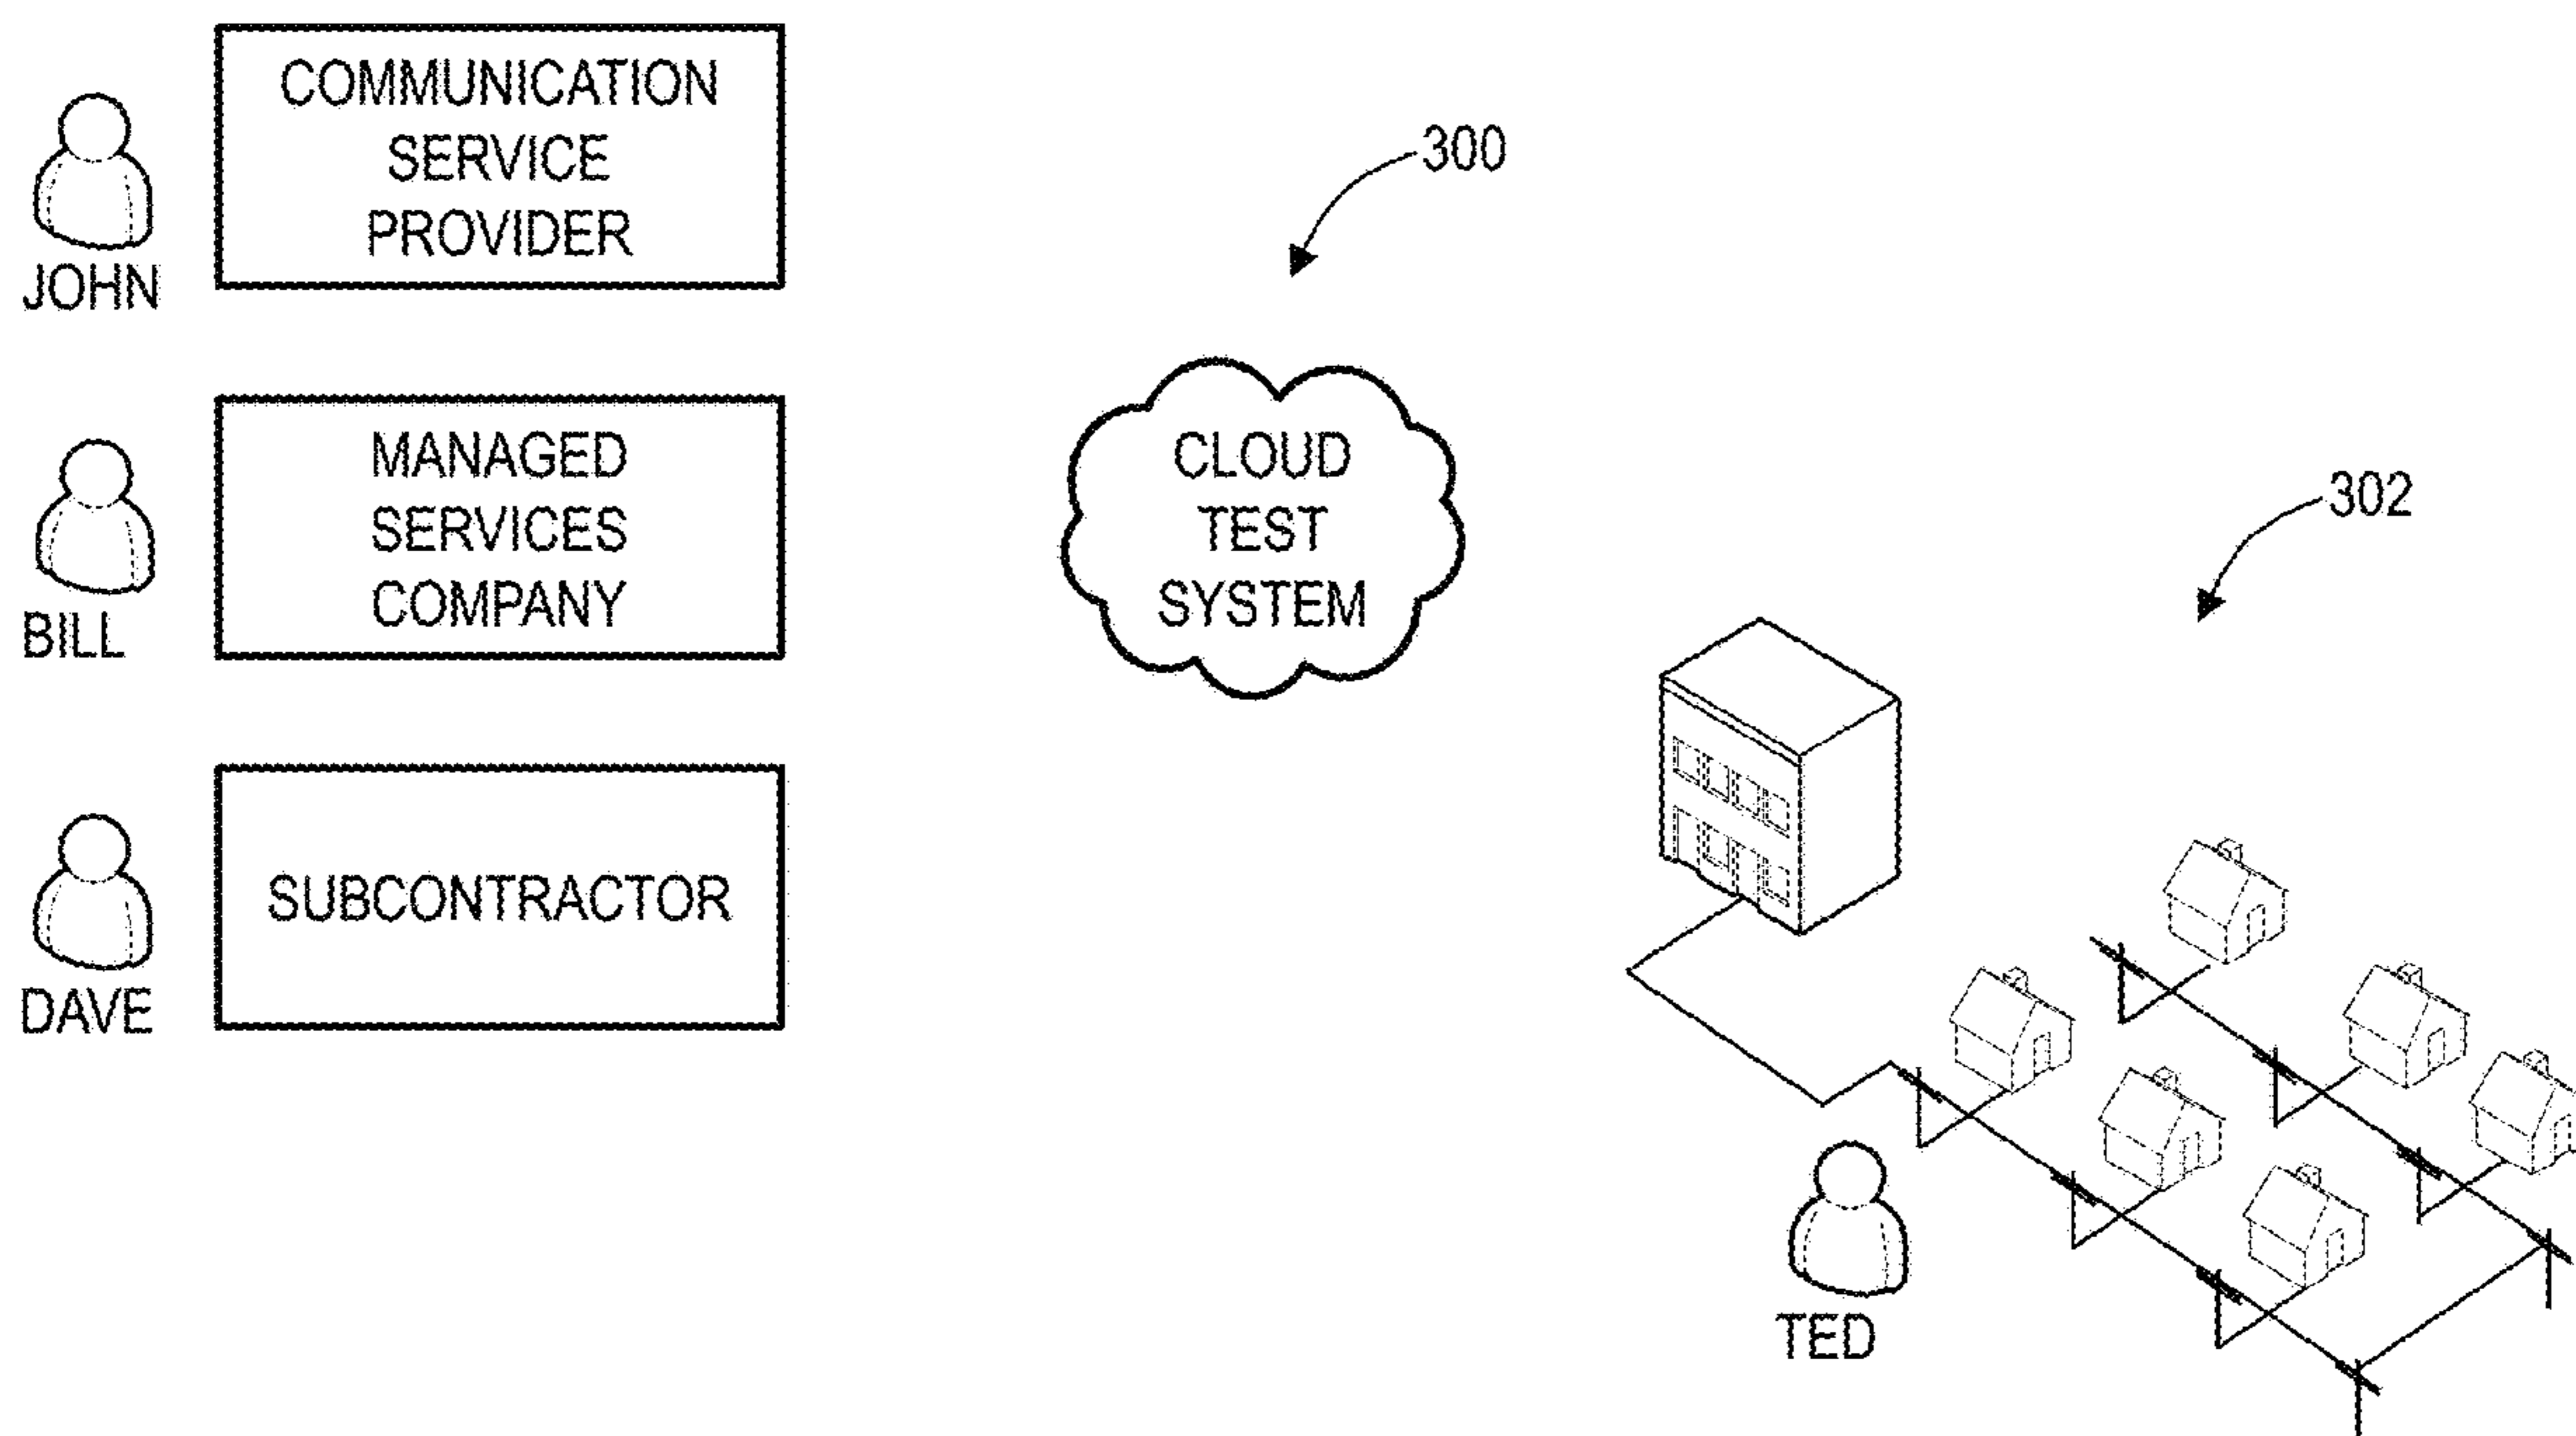 COMMUNICATION
SERVICE
PROVIDER
JOHN
300
MANAGED
SERVICES
COMPANY
BILL
CLOUD
TEST
SYSTEM
302
SUBCONTRACTOR
DAVE
TED